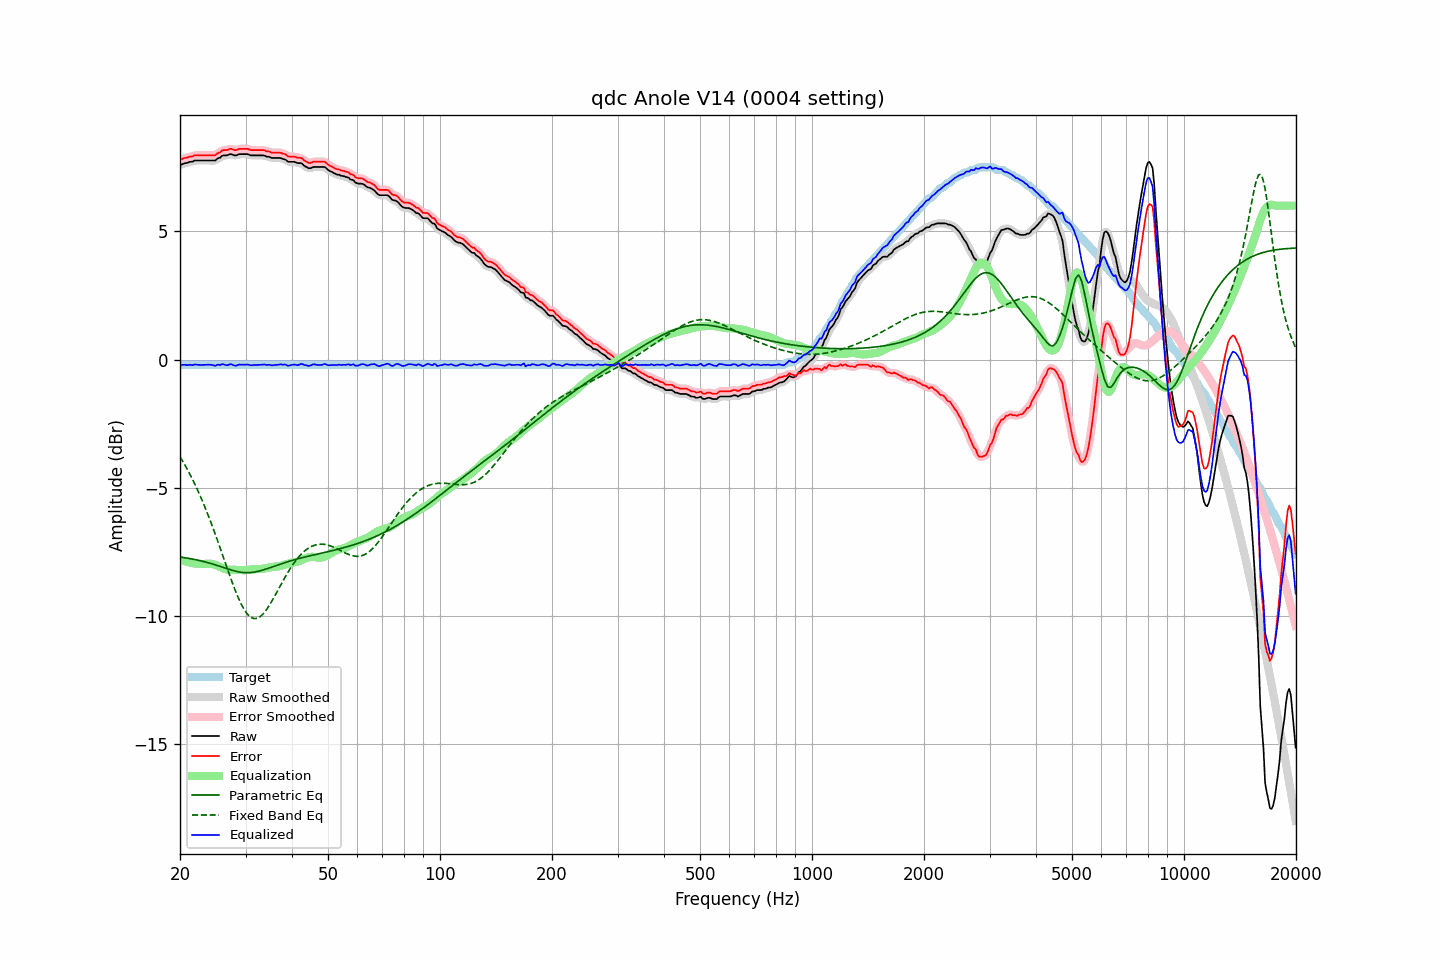 qdc Anole V14 (0004 setting)
Amplitude (dBr)
5
0
−5
−10
−15
Target
Raw Smoothed
Error Smoothed
Raw
Error
Equalization
Parametric Eq
Fixed Band Eq
Equalized
20 50 100 200 500 1000 2000 5000 10000 20000
Frequency (Hz)